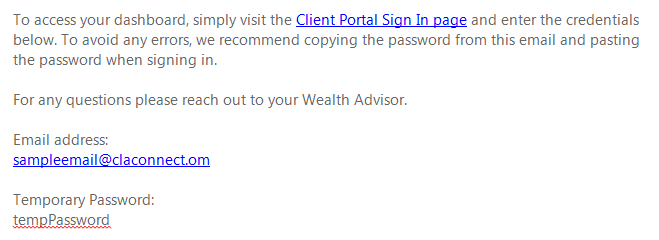 To access your dashboard, simply visit the Client Portal Sign In page and enter the credentials
below. To avoid any errors, we recommend copying the password from this email and pasting
the password when signing in.
For any questions please reach out to your Wealth Advisor.
Email address:
sampleemail@claconnect.om
Temporary Password:
tempPassword